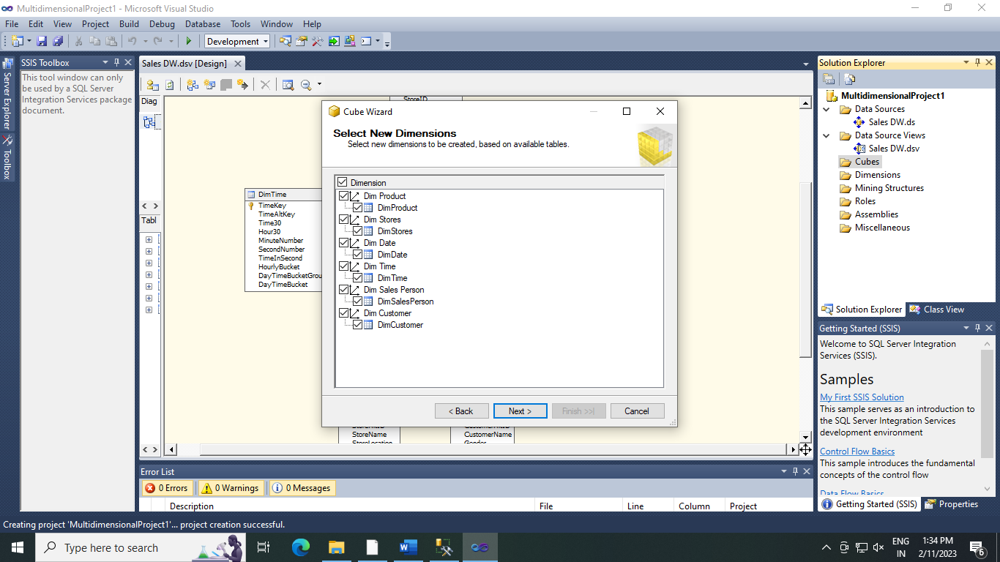 MultidimensionalProject1 - Microsoft Visual Studio
File Edit View Project Build Debug Database Tools Window Help
Development
Server Explorer
Toolbox
SSIS Toolbox
This tool window can only
be used by a SQL Server
Integration Services package
document.
Sales DW.dsv [Design]
Diag
Tabl
StoreID
DimTime
TimeKey
TimeAltKey
Time30
Hour30
MinuteNumber
SecondNumber
TimeInSecond
HourlyBucket
DayTimeBucketGrou
DayTimeBucket
Cube Wizard
Select New Dimensions
Select new dimensions to be created, based on available tables.
Dimension
Dim Product
DimProduct
Dim Stores
DimStores
Dim Date
DimDate
Dim Time
DimTime
Dim Sales Person
DimSalesPerson
Dim Customer
DimCustomer
< Back Next > Finish >>| Cancel
StoreName
StoreLocation
CustomerName
Gender
Error List
0 Errors 0 Warnings 0 Messages
Description File Line Column Project
Solution Explorer
MultidimensionalProject1
Data Sources
Sales DW.ds
Data Source Views
Sales DW.dsv
Cubes
Dimensions
Mining Structures
Roles
Assemblies
Miscellaneous
Solution Explorer Class View
Getting Started (SSIS)
Welcome to SQL Server Integration
Services (SSIS).
Samples
My First SSIS Solution
This sample serves as an introduction to
the SQL Server Integration Services
development environment
Control Flow Basics
This sample introduces the fundamental
concepts of the control flow
Data Flow Basics
Getting Started (SSIS) Properties
Creating project 'MultidimensionalProject1'... project creation successful.
Type here to search
ENG
IN
1:34 PM
2/11/2023
6